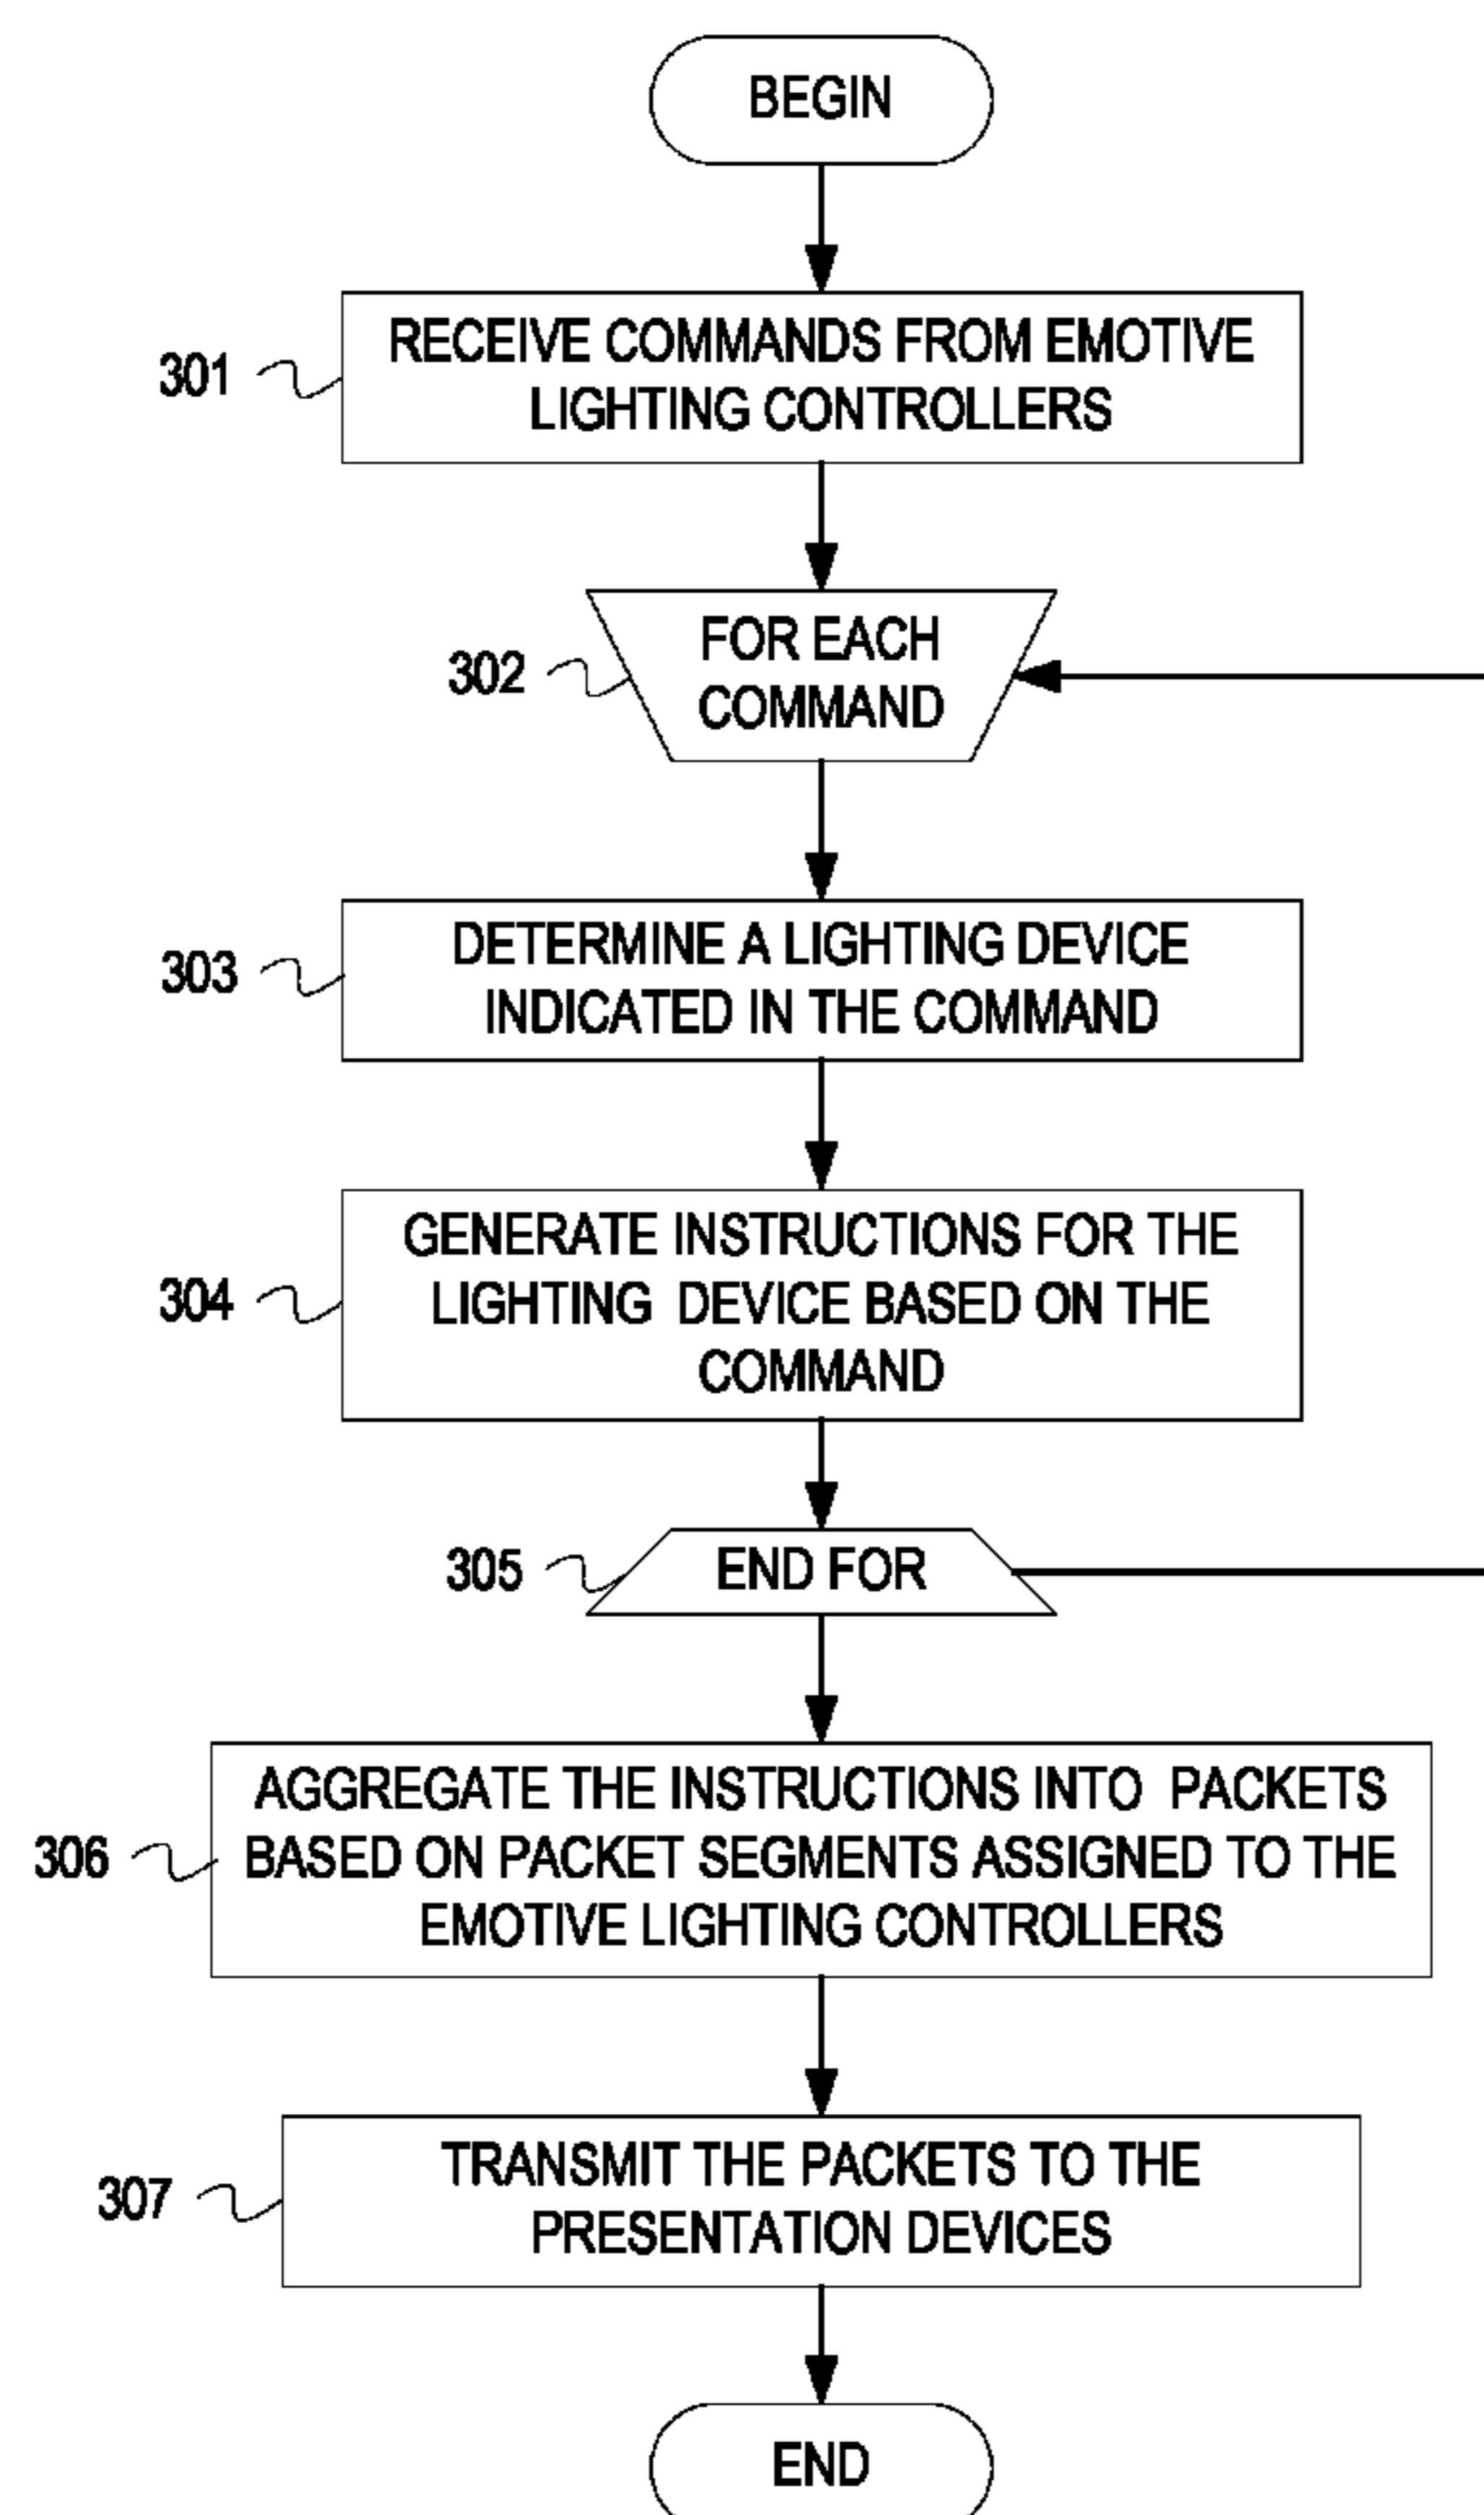 BEGIN
301
RECEIVE COMMANDS FROM EMOTIVE
LIGHTING CONTROLLERS
302
FOR EACH
COMMAND
303
DETERMINE A LIGHTING DEVICE
INDICATED IN THE COMMAND
304
GENERATE INSTRUCTIONS FOR THE
LIGHTING DEVICE BASED ON THE
COMMAND
305
END FOR
306
AGGREGATE THE INSTRUCTIONS INTO PACKETS
BASED ON PACKET SEGMENTS ASSIGNED TO THE
EMOTIVE LIGHTING CONTROLLERS
307
TRANSMIT THE PACKETS TO THE
PRESENTATION DEVICES
END